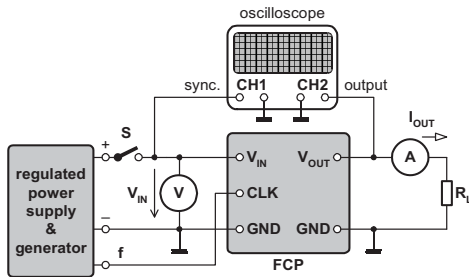 oscilloscope
sync. CH1 CH2 output
I_OUT
+ S
regulated
power
supply
&
generator
V_IN
V
V_IN V_OUT
A
CLK
R_L
– GND GND
f
FCP